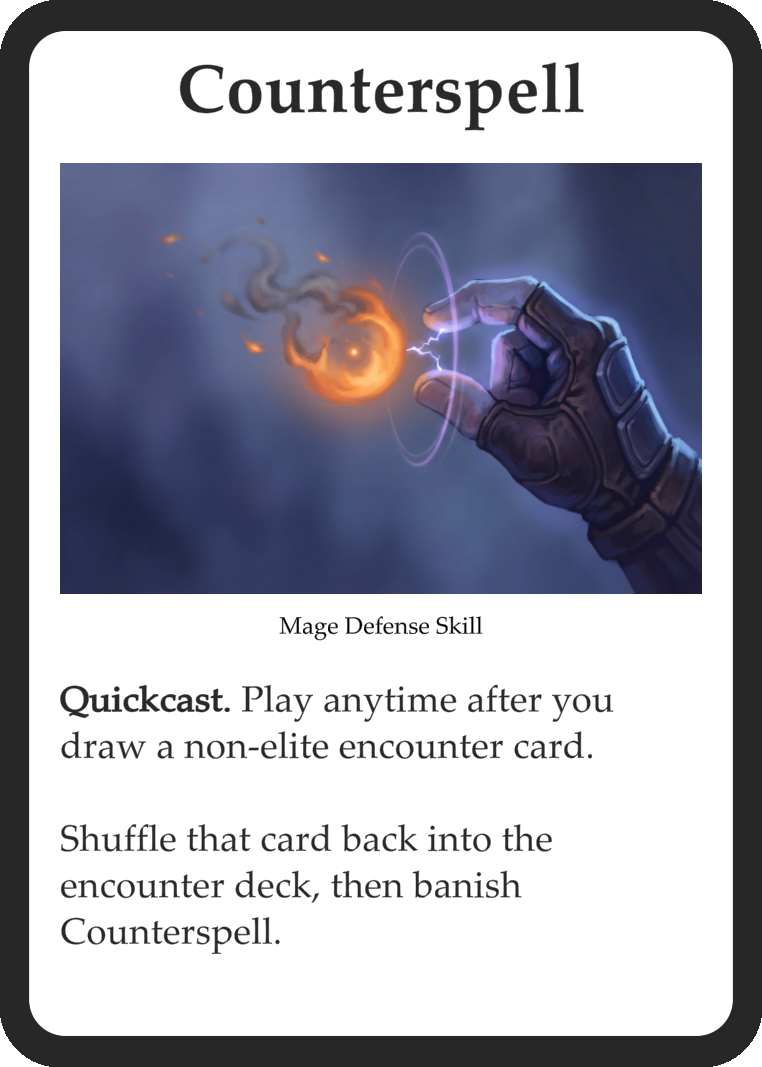 Counterspell
Mage Defense Skill
Quickcast. Play anytime after you
draw a non-elite encounter card.
Shuffle that card back into the
encounter deck, then banish
Counterspell.